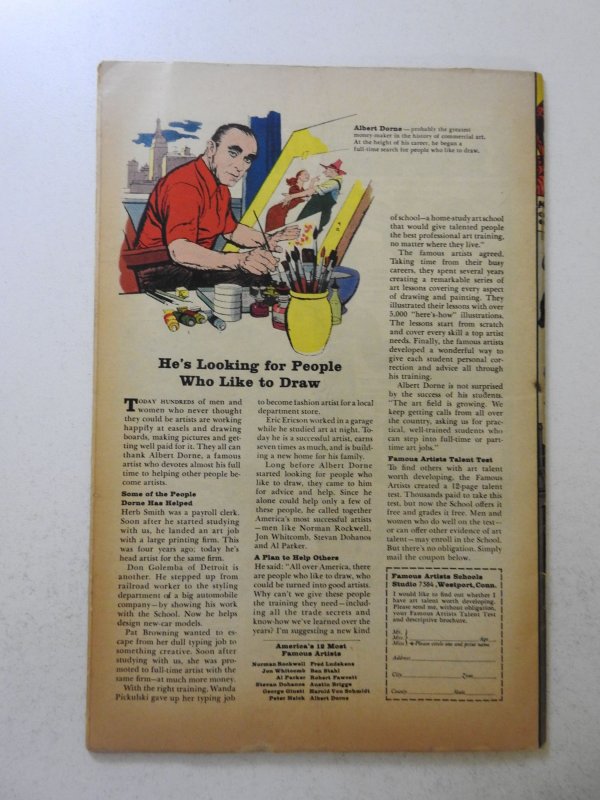 Albert Dorne — probably the greatest
money-maker in the history of commercial art.
At the height of his career, he began a
full-time search for people who like to draw.
He's Looking for People
Who Like to Draw
TODAY HUNDREDS of men and
women who never thought
they could be artists are working
happily at easels and drawing
boards, making pictures and get-
ting well paid for it. They all can
thank Albert Dorne, a famous
artist who devotes almost his full
time to helping other people be-
come artists.
Some of the People
Dorne Has Helped
Herb Smith was a payroll clerk.
Soon after he started studying
with us, he landed an art job
with a large printing firm. This
was four years ago; today he's
head artist for the same firm.
Don Golemba of Detroit is
another. He stepped up from
railroad worker to the styling
department of a big automobile
company—by showing his work
with the School. Now he helps
design new-car models.
Pat Browning wanted to es-
cape from her dull typing job to
something creative. Soon after
studying with us, she was pro-
moted to full-time artist with the
same firm—at much more money.
With the right training, Wanda
Pickulski gave up her typing job
to become fashion artist for a local
department store.
Eric Ericson worked in a garage
while he studied art at night. To-
day he is a successful artist, earns
seven times as much, and is build-
ing a new home for his family.
Long before Albert Dorne
started looking for people who
like to draw, they came to him
for advice and help. Since he
alone could help only a few of
these people, he called together
America's most successful artists
—men like Norman Rockwell,
Jon Whitcomb, Stevan Dohanos
and Al Parker.
A Plan to Help Others
He said: "All over America, there
are people who like to draw, who
could be turned into good artists.
Why can't we give these people
the training they need—includ-
ing all the trade secrets and
know-how we've learned over the
years? I'm suggesting a new kind
America's 12 Most
Famous Artists
Norman Rockwell Fred Ludekens
Jon Whitcomb Ben Stahl
Al Parker Robert Fawcett
Stevan Dohanos Austin Briggs
George Giusti Harold Von Schmidt
Peter Helck Albert Dorne
of school—a home-study art school
that would give talented people
the best professional art training,
no matter where they live."
The famous artists agreed.
Taking time from their busy
careers, they spent several years
creating a remarkable series of
art lessons covering every aspect
of drawing and painting. They
illustrated their lessons with over
5,000 "here's-how" illustrations.
The lessons start from scratch
and cover every skill a top artist
needs. Finally, the famous artists
developed a wonderful way to
give each student personal cor-
rection and advice all through
his training.
Albert Dorne is not surprised
by the success of his students.
"The art field is growing. We
keep getting calls from all over
the country, asking us for prac-
tical, well-trained students who
can step into full-time or part-
time art jobs."
Famous Artists Talent Test
To find others with art talent
worth developing, the Famous
Artists created a 12-page talent
test. Thousands paid to take this
test, but now the School offers it
free and grades it free. Men and
women who do well on the test—
or can offer other evidence of art
talent—may enroll in the School.
But there's no obligation. Simply
mail the coupon below.
Famous Artists Schools
Studio 7384, Westport, Conn.
I would like to find out whether I
have art talent worth developing.
Please send me, without obligation,
your Famous Artists Talent Test
and descriptive brochure.
Mr.
Mrs. Age
Miss Please circle one and print name
Address
City Zone
County State